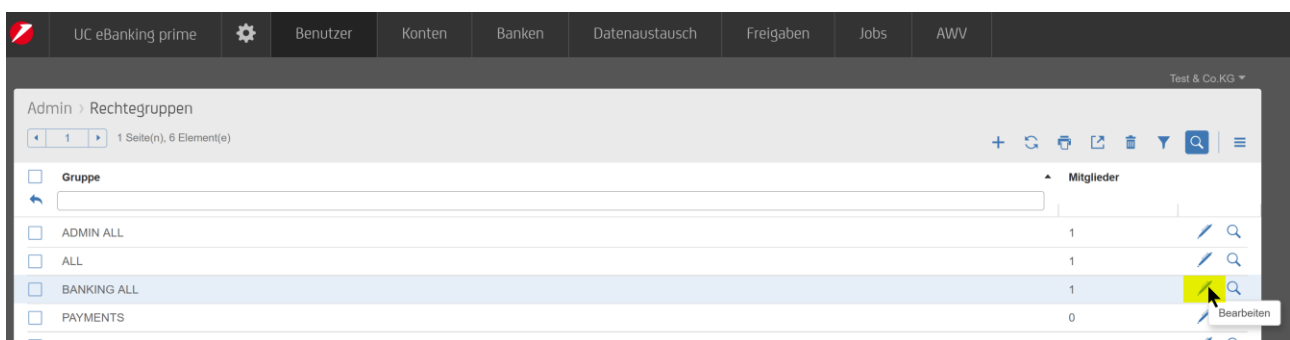 UC eBanking prime Benutzer Konten Banken Datenaustausch Freigaben Jobs AWV
Test & Co.KG
Admin > Rechtegruppen
1 1 Seite(n), 6 Element(e)
Gruppe Mitglieder
ADMIN ALL 1
ALL 1
BANKING ALL 1
PAYMENTS 0
Bearbeiten